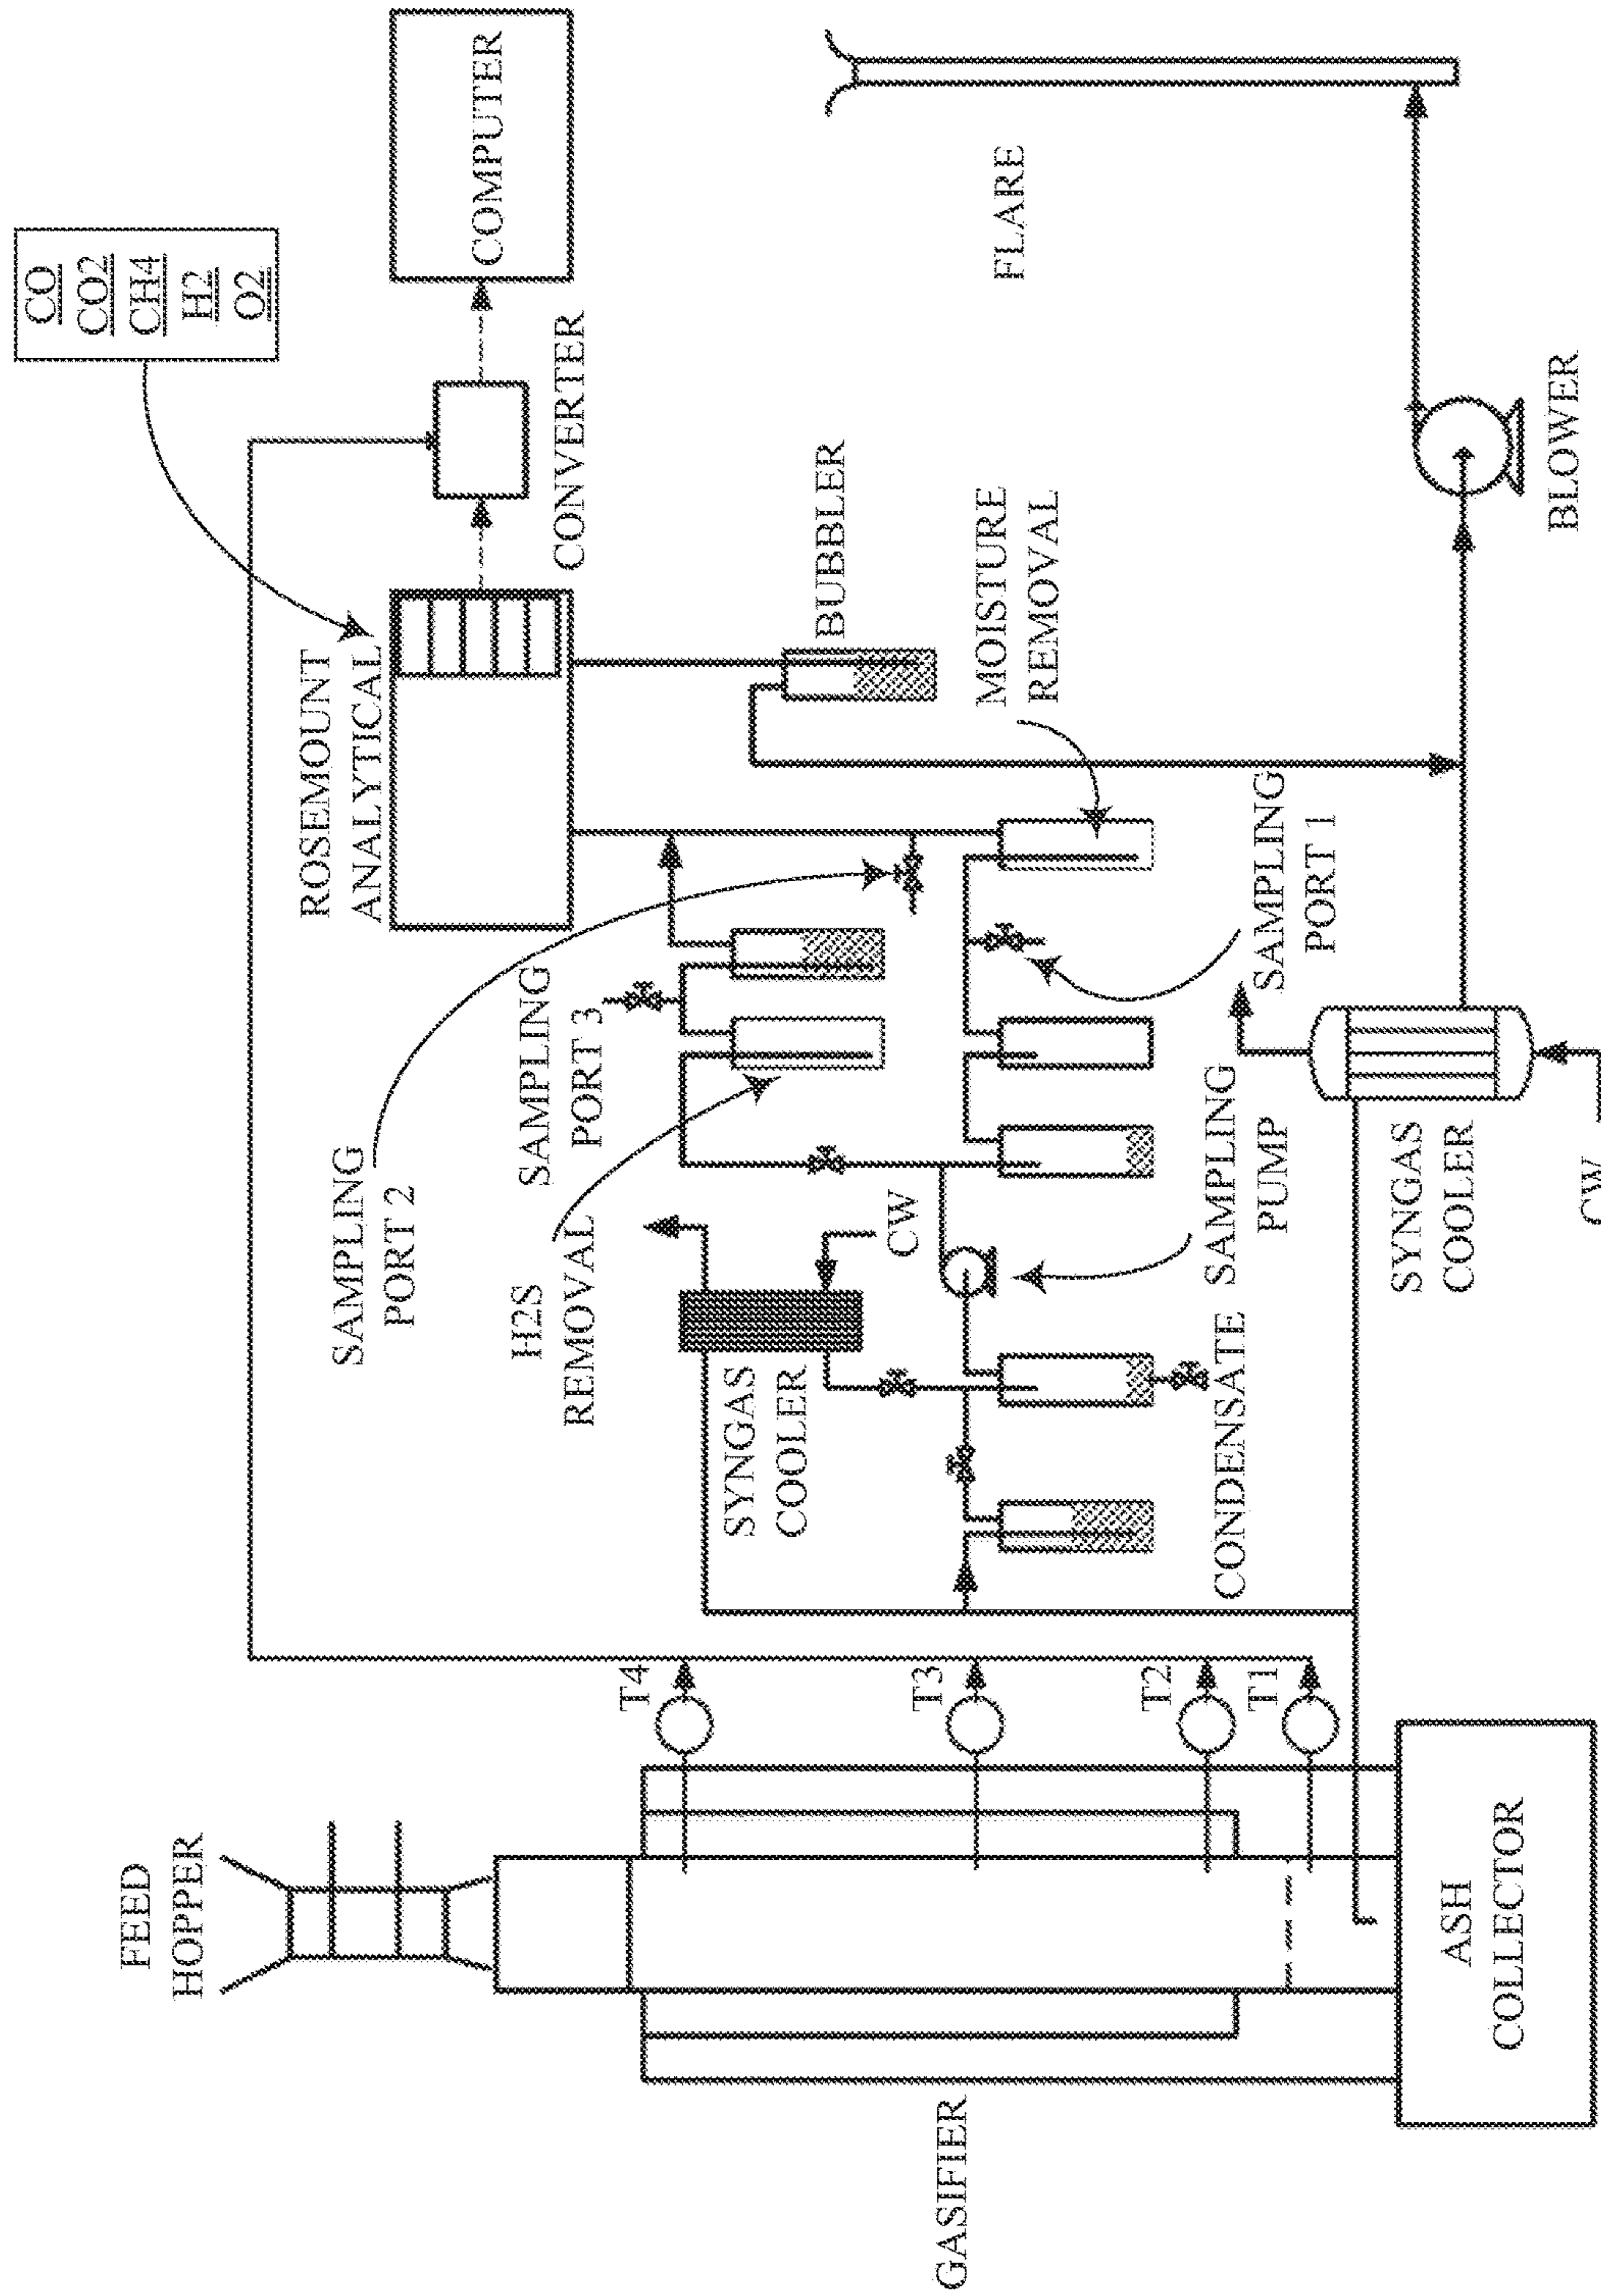 FEED
HOPPER
GASIFIER
ASH
COLLECTOR
T4
T3
T2
T1
SYNGAS
COOLER
CW
CONDENSATE
SAMPLING
PUMP
H2S
REMOVAL
SAMPLING
PORT 2
SAMPLING
PORT 3
ROSEMOUNT
ANALYTICAL
CO
CO2
CH4
H2
O2
CONVERTER
COMPUTER
BUBBLER
MOISTURE
REMOVAL
SAMPLING
PORT 1
SYNGAS
COOLER
CW
BLOWER
FLARE